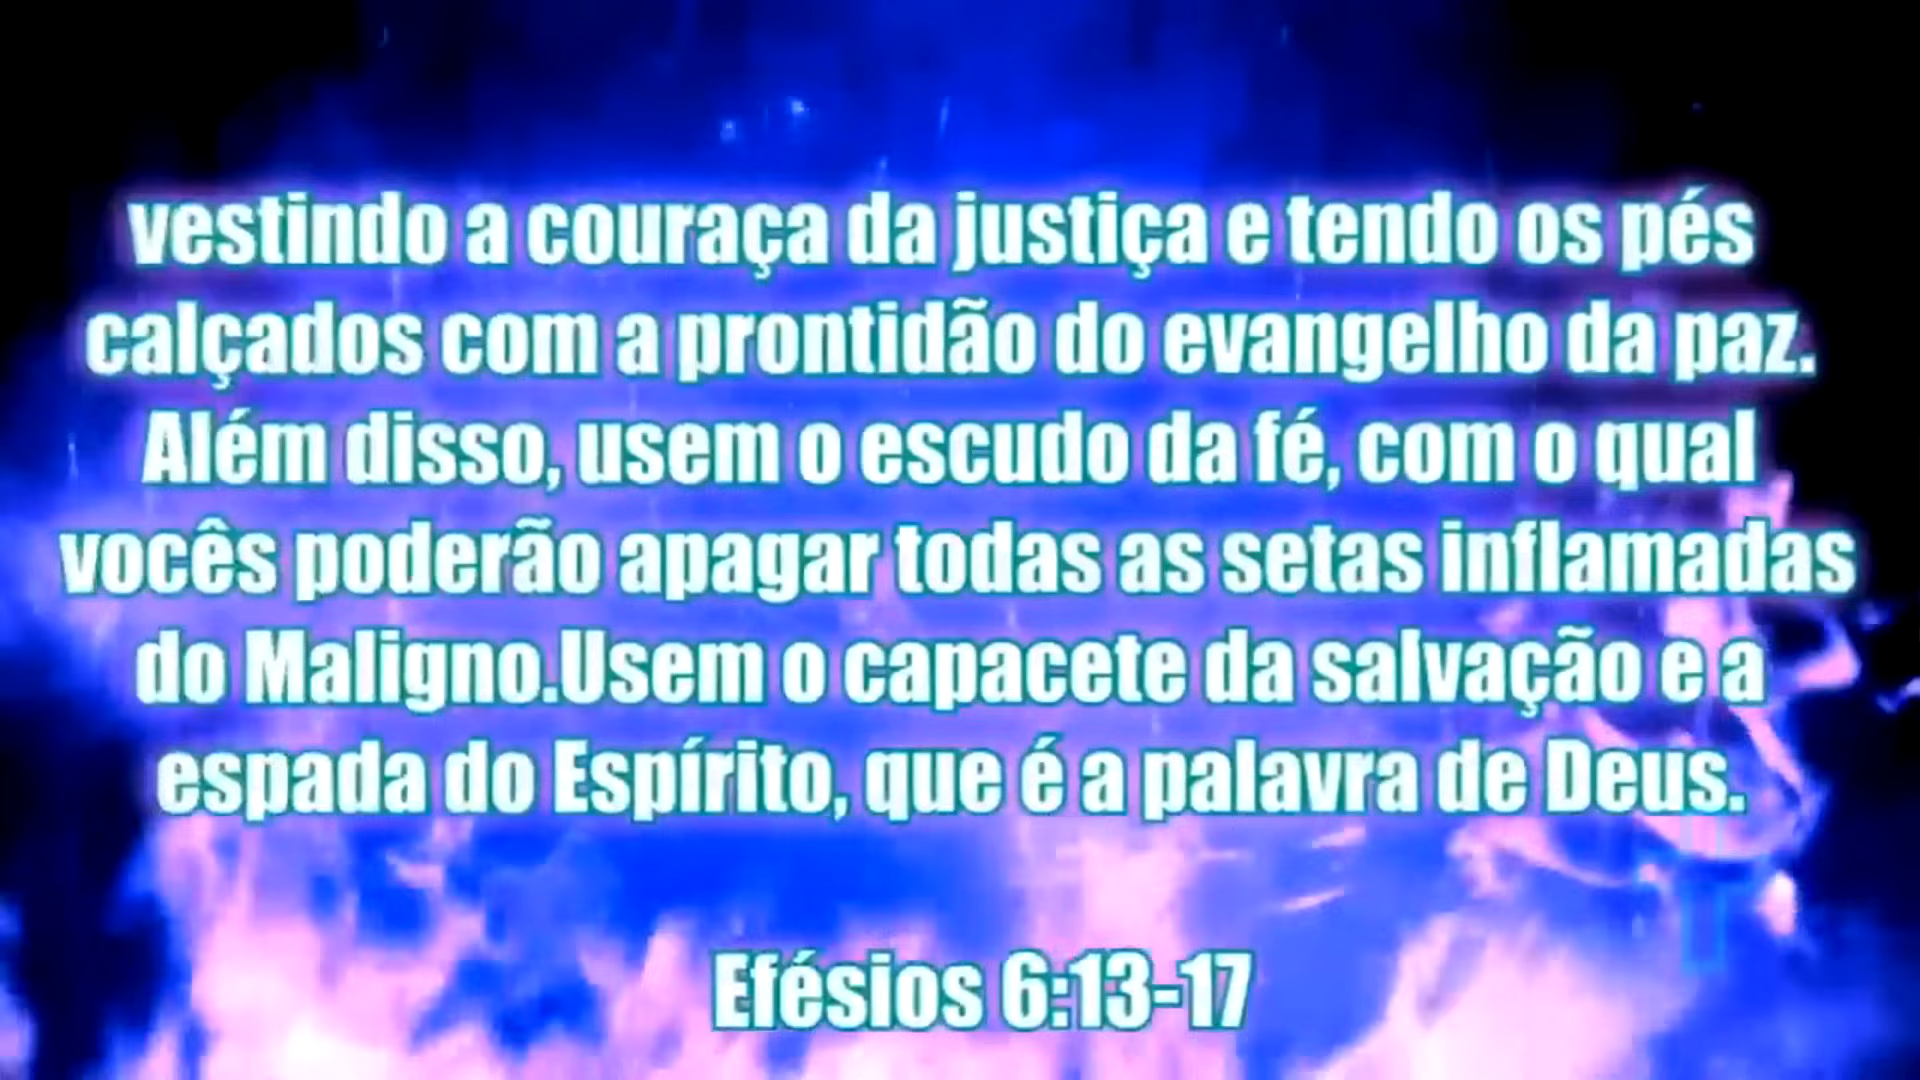 vestindo a couraça da justiça e tendo os pés
calçados com a prontidão do evangelho da paz.
Além disso, usem o escudo da fé, com o qual
vocês poderão apagar todas as setas inflamadas
do Maligno.Usem o capacete da salvação e a
espada do Espírito, que é a palavra de Deus.
Efésios 6:13-17